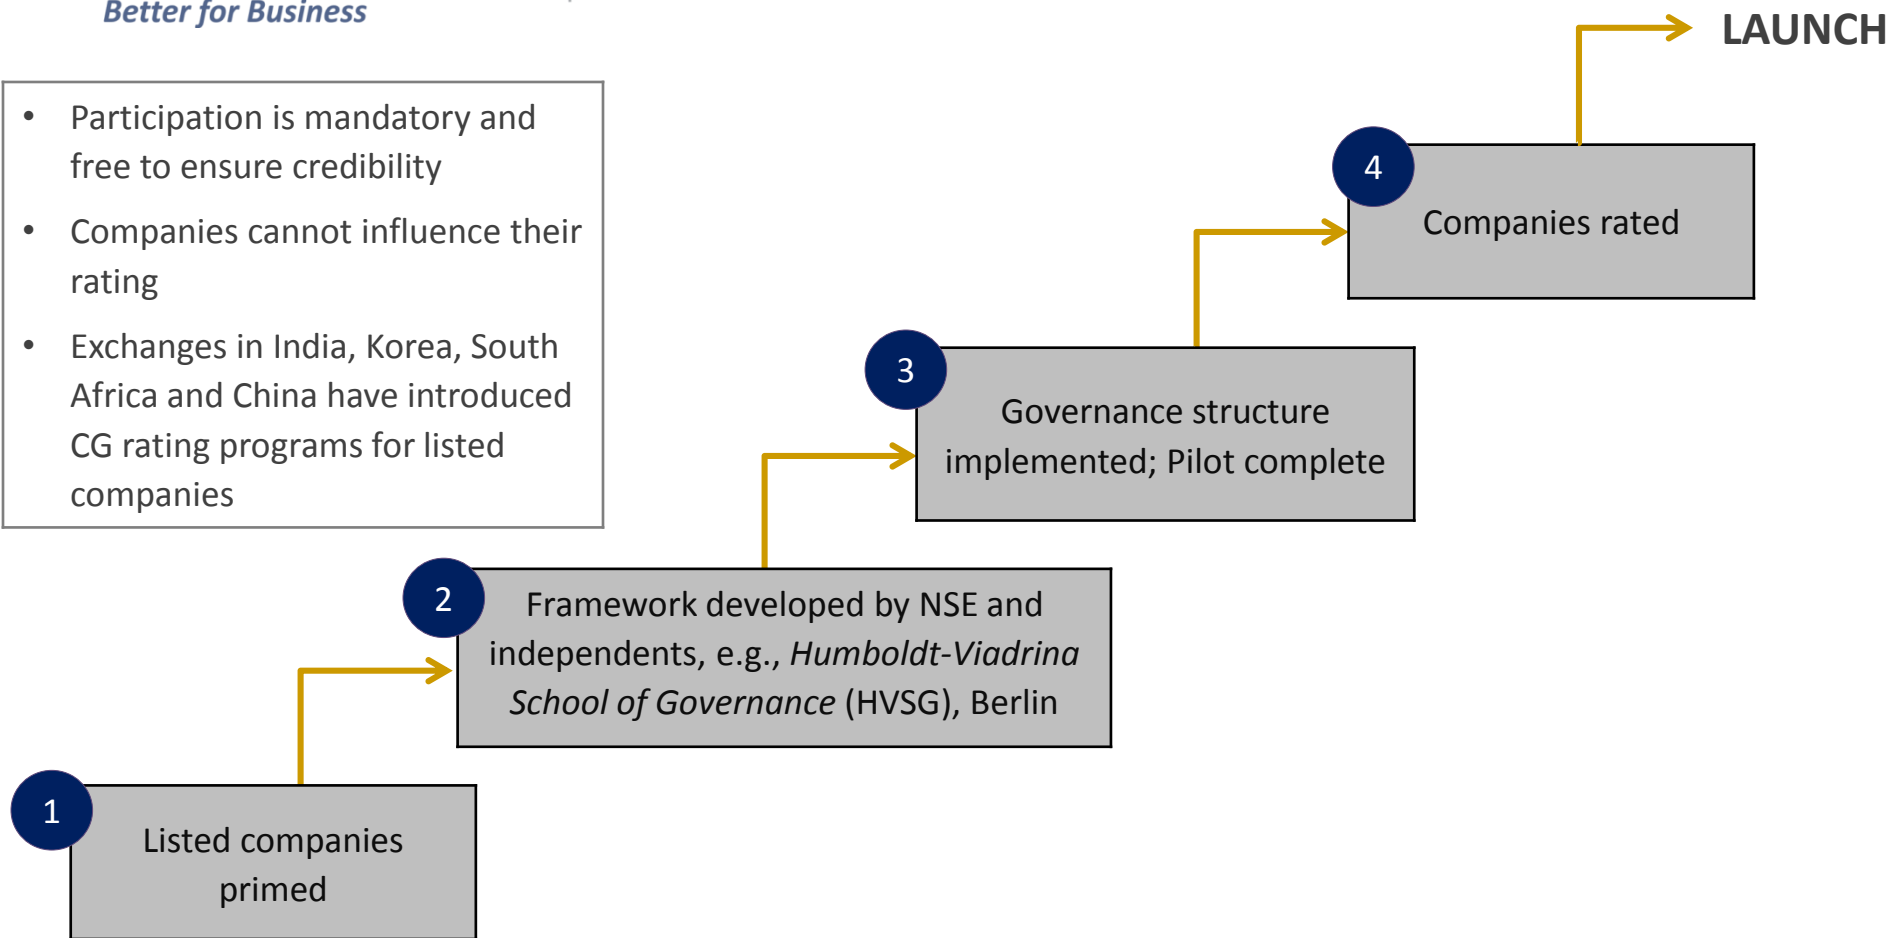 Better for Business
LAUNCH
• Participation is mandatory and
free to ensure credibility
• Companies cannot influence their
rating
• Exchanges in India, Korea, South
Africa and China have introduced
CG rating programs for listed
companies
4
Companies rated
3
Governance structure
implemented; Pilot complete
2
Framework developed by NSE and
independents, e.g., Humboldt-Viadrina
School of Governance (HVSG), Berlin
1
Listed companies
primed